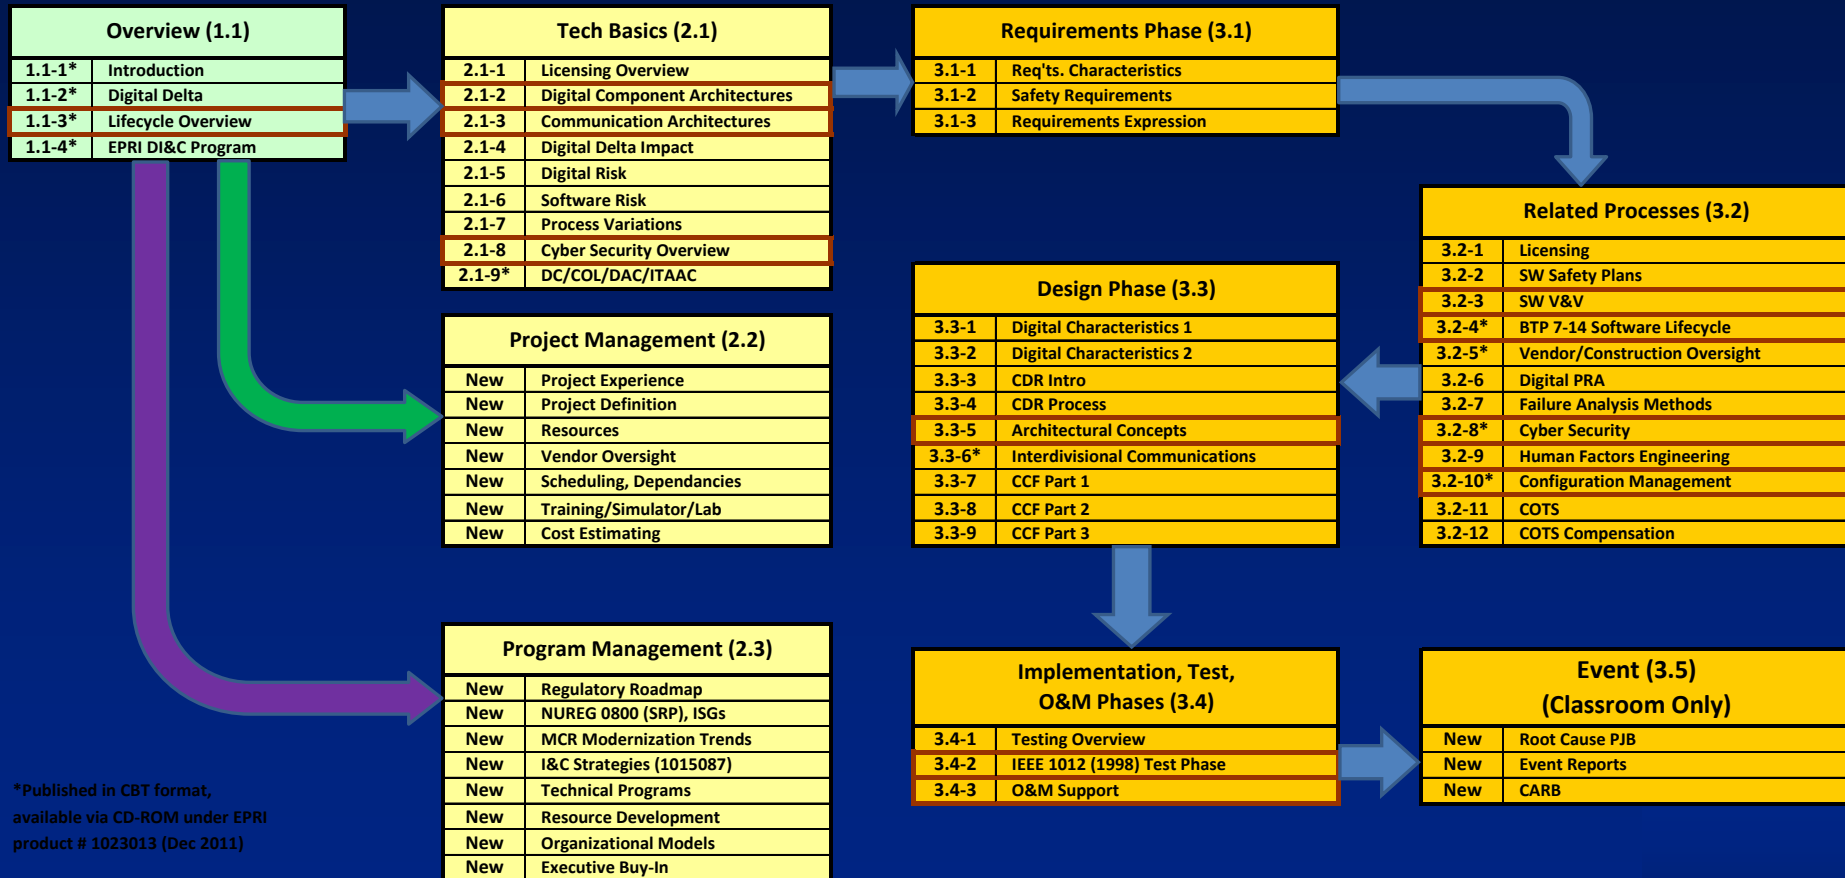 Overview (1.1)
1.1-1* Introduction
1.1-2* Digital Delta
1.1-3* Lifecycle Overview
1.1-4* EPRI DI&C Program
Tech Basics (2.1)
2.1-1 Licensing Overview
2.1-2 Digital Component Architectures
2.1-3 Communication Architectures
2.1-4 Digital Delta Impact
2.1-5 Digital Risk
2.1-6 Software Risk
2.1-7 Process Variations
2.1-8 Cyber Security Overview
2.1-9* DC/COL/DAC/ITAAC
Project Management (2.2)
New Project Experience
New Project Definition
New Resources
New Vendor Oversight
New Scheduling, Dependancies
New Training/Simulator/Lab
New Cost Estimating
Program Management (2.3)
New Regulatory Roadmap
New NUREG 0800 (SRP), ISGs
New MCR Modernization Trends
New I&C Strategies (1015087)
New Technical Programs
New Resource Development
New Organizational Models
New Executive Buy-In
Requirements Phase (3.1)
3.1-1 Req'ts. Characteristics
3.1-2 Safety Requirements
3.1-3 Requirements Expression
Related Processes (3.2)
3.2-1 Licensing
3.2-2 SW Safety Plans
3.2-3 SW V&V
3.2-4* BTP 7-14 Software Lifecycle
3.2-5* Vendor/Construction Oversight
3.2-6 Digital PRA
3.2-7 Failure Analysis Methods
3.2-8* Cyber Security
3.2-9 Human Factors Engineering
3.2-10* Configuration Management
3.2-11 COTS
3.2-12 COTS Compensation
Design Phase (3.3)
3.3-1 Digital Characteristics 1
3.3-2 Digital Characteristics 2
3.3-3 CDR Intro
3.3-4 CDR Process
3.3-5 Architectural Concepts
3.3-6* Interdivisional Communications
3.3-7 CCF Part 1
3.3-8 CCF Part 2
3.3-9 CCF Part 3
Implementation, Test,
O&M Phases (3.4)
3.4-1 Testing Overview
3.4-2 IEEE 1012 (1998) Test Phase
3.4-3 O&M Support
Event (3.5)
(Classroom Only)
New Root Cause PJB
New Event Reports
New CARB
*Published in CBT format,
available via CD-ROM under EPRI
product # 1023013 (Dec 2011)